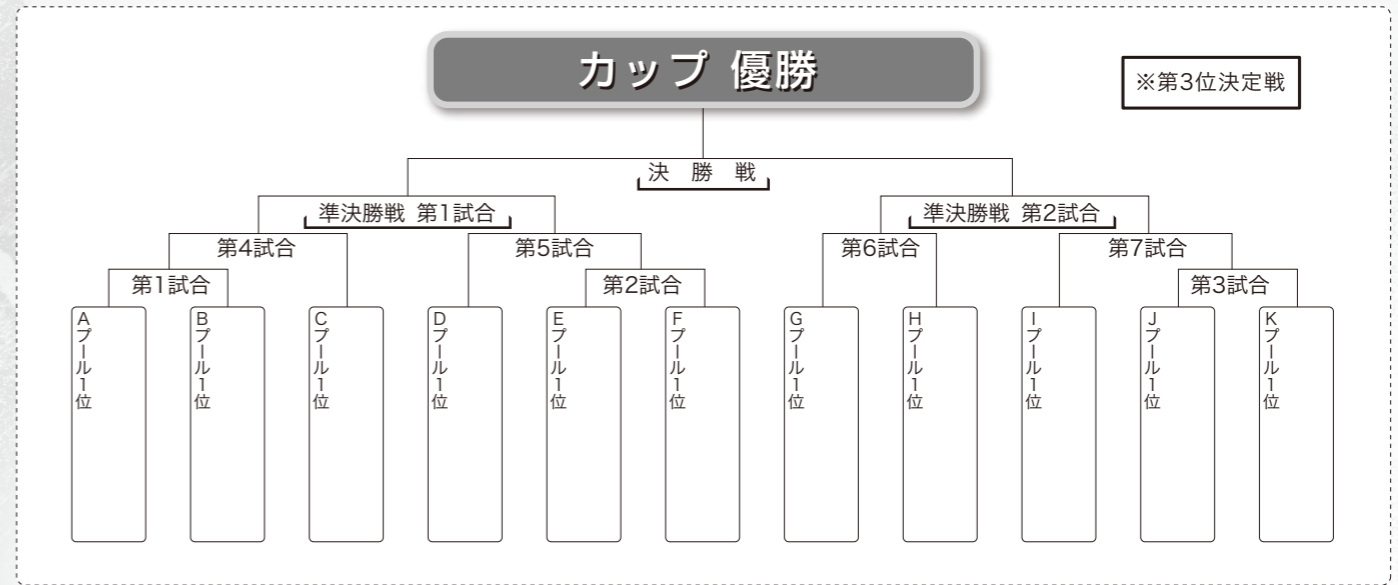 カップ 優勝
※第3位決定戦
決 勝 戦
準決勝戦 第1試合
準決勝戦 第2試合
第4試合
第5試合
第6試合
第7試合
第1試合
第2試合
第3試合
Aプール1位
Bプール1位
Cプール1位
Dプール1位
Eプール1位
Fプール1位
Gプール1位
Hプール1位
Iプール1位
Jプール1位
Kプール1位